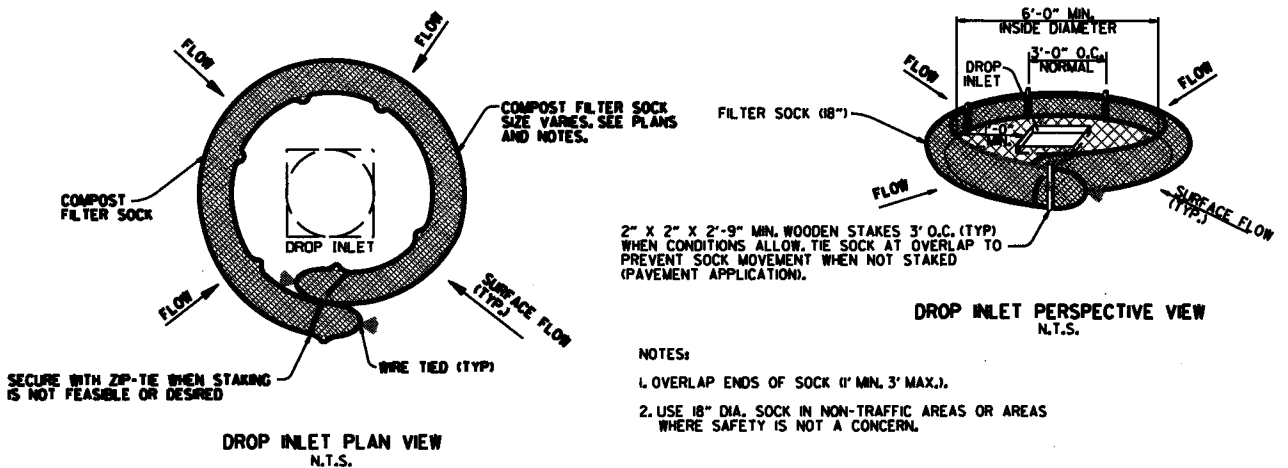 FLOW
FLOW
COMPOST FILTER SOCK
SIZE VARIES. SEE PLANS
AND NOTES.
COMPOST
FILTER SOCK
DROP INLET
FLOW
SURFACE FLOW
(TYP.)
WIRE TIED (TYP)
SECURE WITH ZIP-TIE WHEN STAKING
IS NOT FEASIBLE OR DESIRED
DROP INLET PLAN VIEW
N.T.S.
6'-0" MIN.
INSIDE DIAMETER
3'-0" O.C.
NORMAL
DROP
INLET
FLOW
FLOW
FILTER SOCK (18")
MIN.
FLOW
SURFACE FLOW
(TYP.)
2" X 2" X 2'-9" MIN. WOODEN STAKES 3' O.C. (TYP)
WHEN CONDITIONS ALLOW. TIE SOCK AT OVERLAP TO
PREVENT SOCK MOVEMENT WHEN NOT STAKED
(PAVEMENT APPLICATION).
DROP INLET PERSPECTIVE VIEW
N.T.S.
NOTES:
1. OVERLAP ENDS OF SOCK (1' MIN. 3' MAX.).
2. USE 18" DIA. SOCK IN NON-TRAFFIC AREAS OR AREAS
WHERE SAFETY IS NOT A CONCERN.